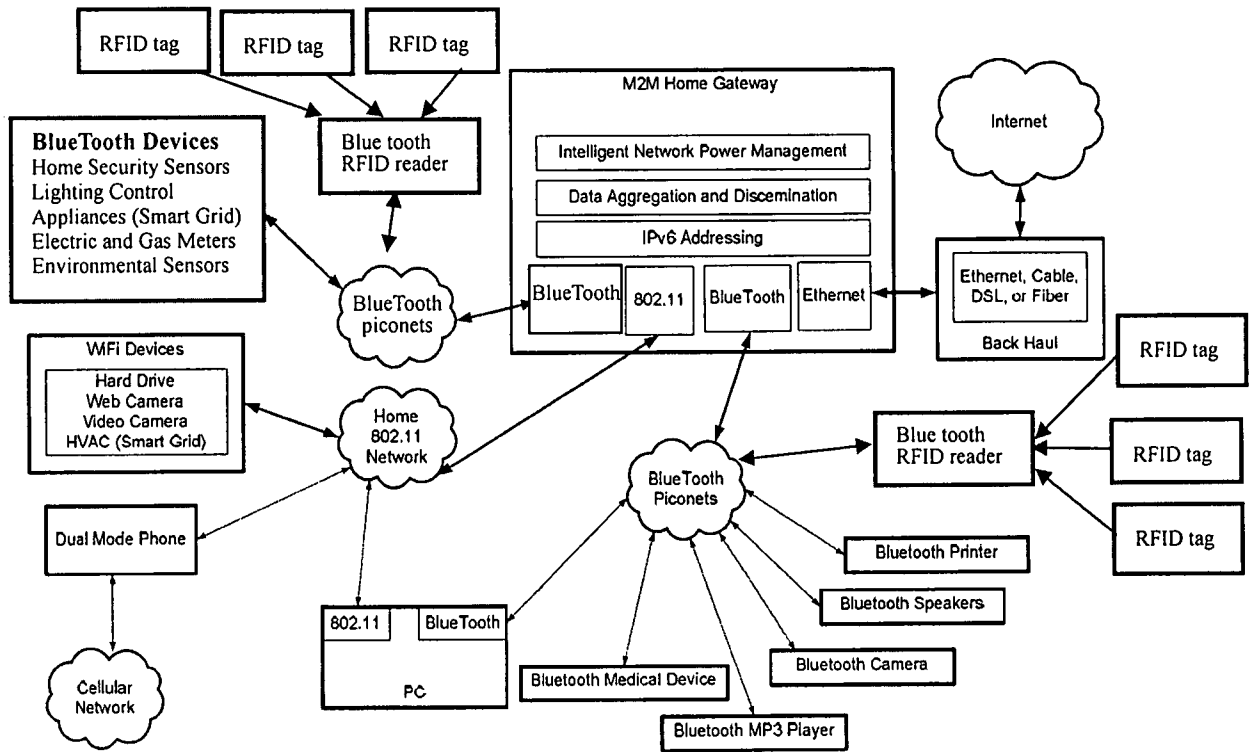 RFID tag
RFID tag
RFID tag
M2M Home Gateway
Internet
BlueTooth Devices
Home Security Sensors
Lighting Control
Appliances (Smart Grid)
Electric and Gas Meters
Environmental Sensors
Blue tooth
RFID reader
Intelligent Network Power Management
Data Aggregation and Discemination
IPv6 Addressing
BlueTooth
802.11
BlueTooth
Ethernet
Ethernet, Cable,
DSL, or Fiber
Back Haul
BlueTooth
piconets
WiFi Devices
Hard Drive
Web Camera
Video Camera
HVAC (Smart Grid)
Home
802.11
Network
RFID tag
Blue tooth
RFID reader
RFID tag
RFID tag
BlueTooth
Piconets
Dual Mode Phone
Bluetooth Printer
Bluetooth Speakers
Bluetooth Camera
Bluetooth Medical Device
Bluetooth MP3 Player
802.11
BlueTooth
PC
Cellular
Network